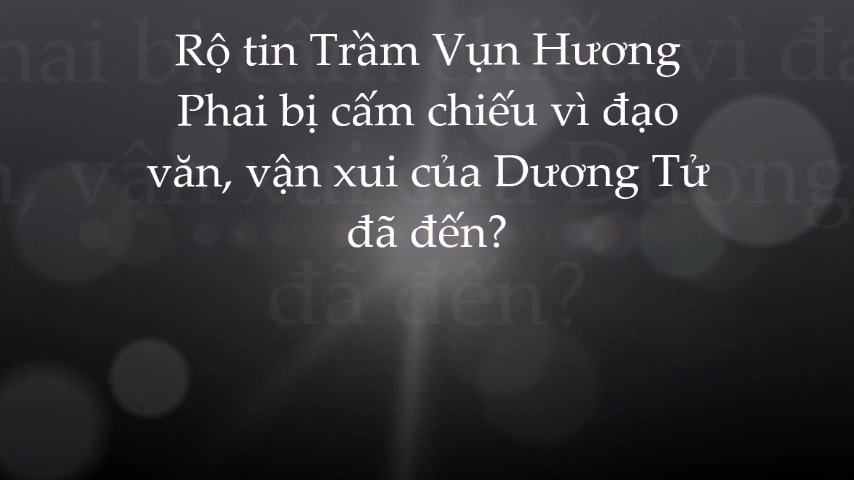 Rộ tin Trầm Vụn Hương
Phai bị cấm chiếu vì đạo
văn, vận xui của Dương Tử
đã đến?